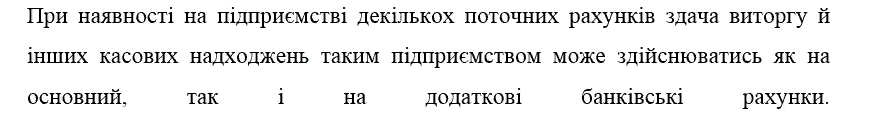 При наявності на підприємстві декількох поточних рахунків здача виторгу й
інших касових надходжень таким підприємством може здійснюватись як на
основний, так і на додаткові банківські рахунки.